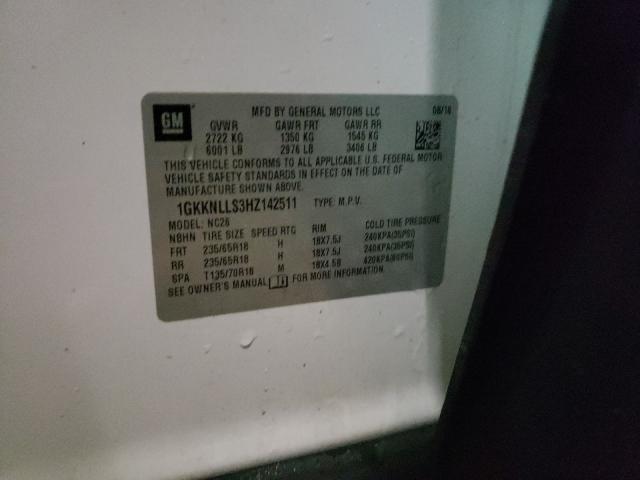 GM MFD BY GENERAL MOTORS LLC 08/16
GVWR GAWR FRT GAWR RR
2722 KG 1350 KG 1545 KG
6001 LB 2976 LB 3406 LB
THIS VEHICLE CONFORMS TO ALL APPLICABLE U.S. FEDERAL MOTOR
VEHICLE SAFETY STANDARDS IN EFFECT ON THE DATE OF
MANUFACTURE SHOWN ABOVE.
1GKKNLLS3HZ142511 TYPE: M.P.V.
MODEL: NC26
N8HN TIRE SIZE SPEED RTG RIM COLD TIRE PRESSURE
FRT 235/65R18 H 18X7.5J 240KPA(35PSI)
RR 235/65R18 H 18X7.5J 240KPA(35PSI)
SPA T135/70R18 M 18X4.5B 420KPA(60PSI)
SEE OWNER'S MANUAL FOR MORE INFORMATION